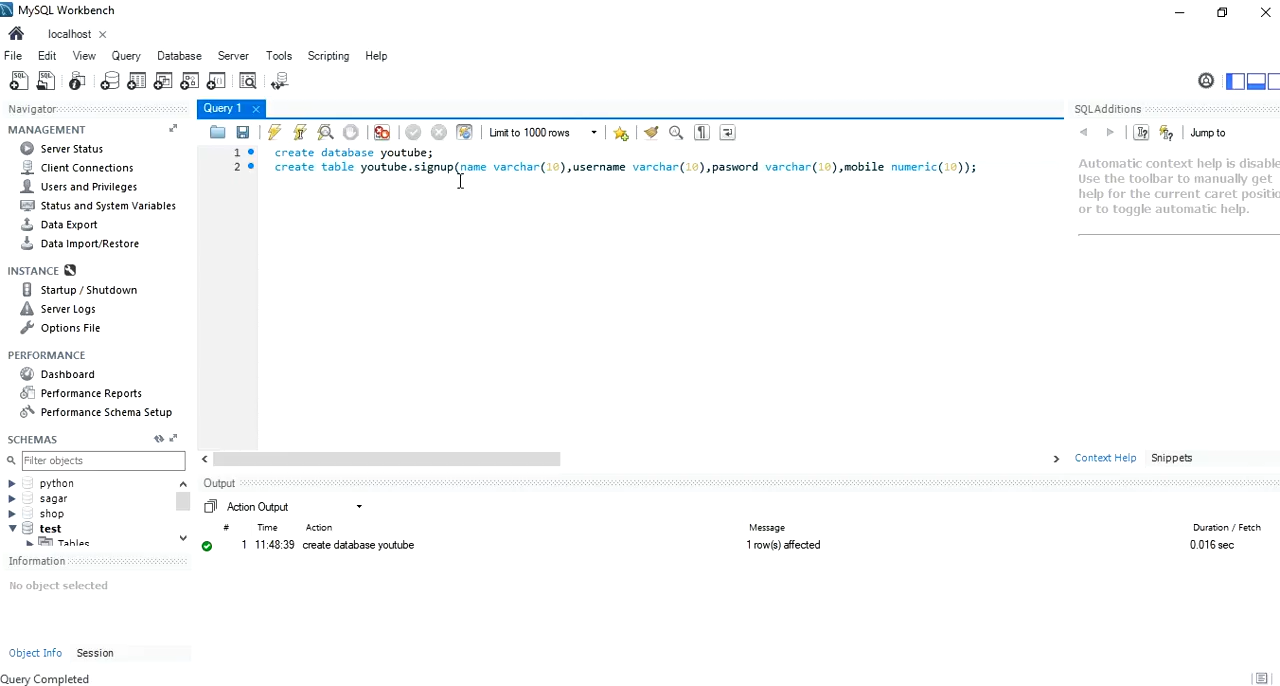 MySQL Workbench
localhost
File Edit View Query Database Server Tools Scripting Help
Navigator
MANAGEMENT
Server Status
Client Connections
Users and Privileges
Status and System Variables
Data Export
Data Import/Restore
INSTANCE
Startup / Shutdown
Server Logs
Options File
PERFORMANCE
Dashboard
Performance Reports
Performance Schema Setup
SCHEMAS
Filter objects
python
sagar
shop
test
Tables
Information
No object selected
Object Info Session
Query Completed
Query 1
Limit to 1000 rows
1 create database youtube;
2 create table youtube.signup(name varchar(10),username varchar(10),pasword varchar(10),mobile numeric(10));
SQLAdditions
Jump to
Automatic context help is disable
Use the toolbar to manually get
help for the current caret positio
or to toggle automatic help.
Context Help Snippets
Output
Action Output
# Time Action Message Duration / Fetch
1 11:48:39 create database youtube 1 row(s) affected 0.016 sec